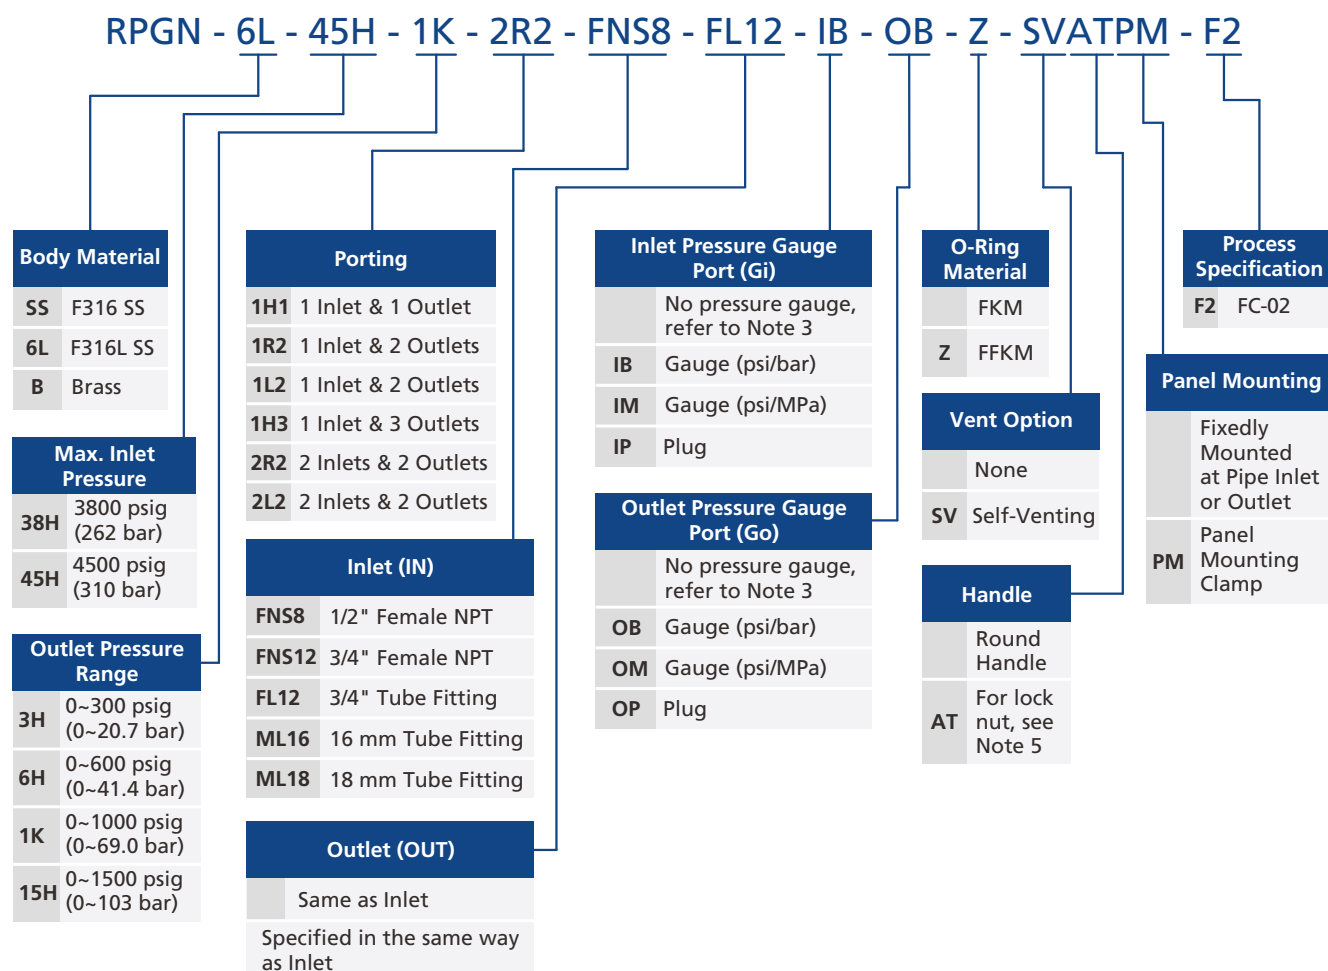 RPGN - 6L - 45H - 1K - 2R2 - FNS8 - FL12 - IB - OB - Z - SVATPM - F2
Body Material
SS F316 SS
6L F316L SS
B Brass
Max. Inlet
Pressure
38H 3800 psig
(262 bar)
45H 4500 psig
(310 bar)
Outlet Pressure
Range
3H 0~300 psig
(0~20.7 bar)
6H 0~600 psig
(0~41.4 bar)
1K 0~1000 psig
(0~69.0 bar)
15H 0~1500 psig
(0~103 bar)
Porting
1H1 1 Inlet & 1 Outlet
1R2 1 Inlet & 2 Outlets
1L2 1 Inlet & 2 Outlets
1H3 1 Inlet & 3 Outlets
2R2 2 Inlets & 2 Outlets
2L2 2 Inlets & 2 Outlets
Inlet (IN)
FNS8 1/2" Female NPT
FNS12 3/4" Female NPT
FL12 3/4" Tube Fitting
ML16 16 mm Tube Fitting
ML18 18 mm Tube Fitting
Outlet (OUT)
Same as Inlet
Specified in the same way
as Inlet
Inlet Pressure Gauge
Port (Gi)
No pressure gauge,
refer to Note 3
IB Gauge (psi/bar)
IM Gauge (psi/MPa)
IP Plug
Outlet Pressure Gauge
Port (Go)
No pressure gauge,
refer to Note 3
OB Gauge (psi/bar)
OM Gauge (psi/MPa)
OP Plug
O-Ring
Material
FKM
Z FFKM
Vent Option
None
SV Self-Venting
Handle
Round
Handle
AT For lock
nut, see
Note 5
Process
Specification
F2 FC-02
Panel Mounting
Fixedly
Mounted
at Pipe Inlet
or Outlet
PM Panel
Mounting
Clamp